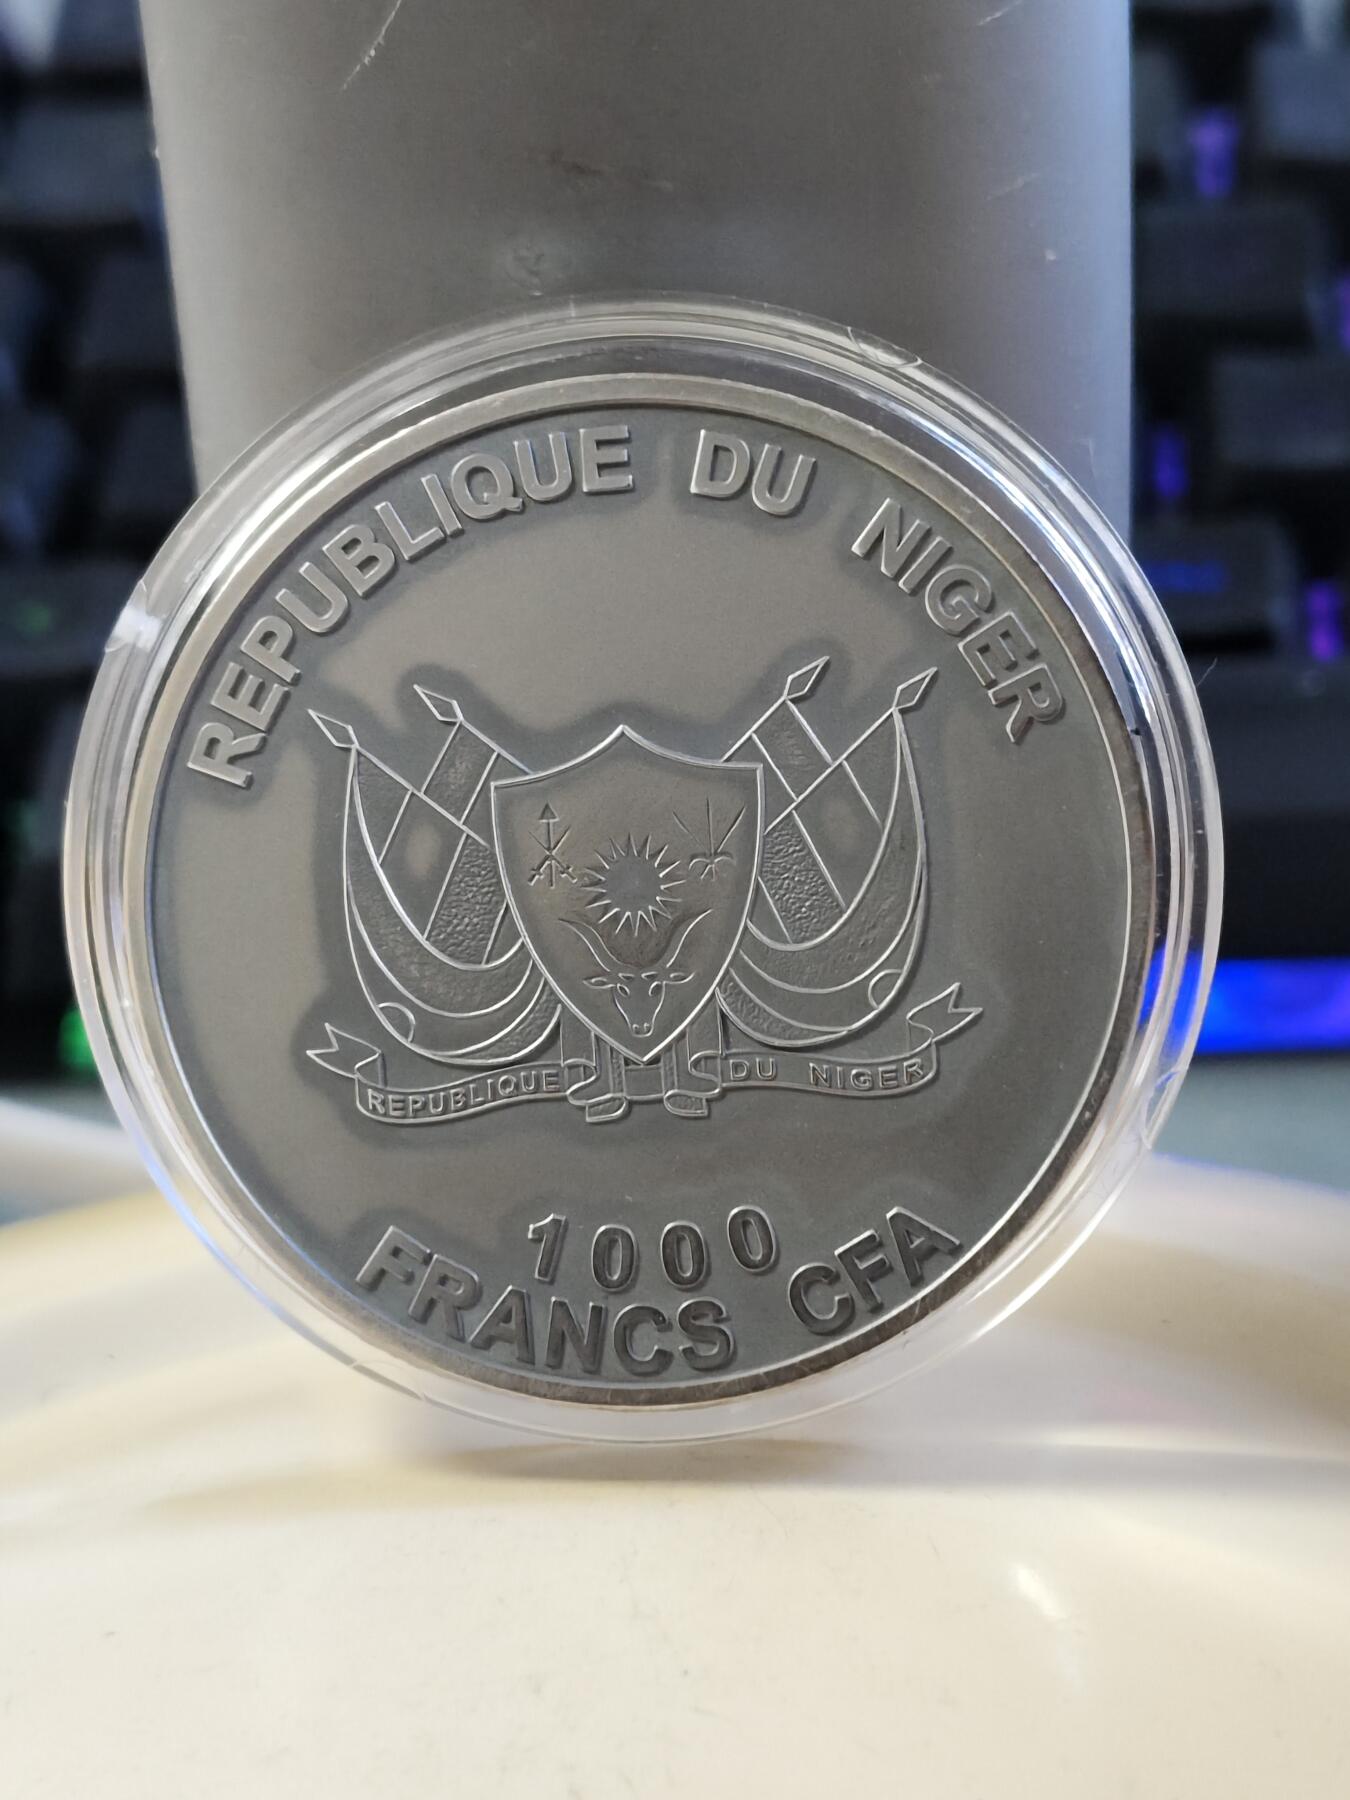 REPUBLIQUE DU NIGER
REPUBLIQUE DU NIGER
1000
FRANCS CFA